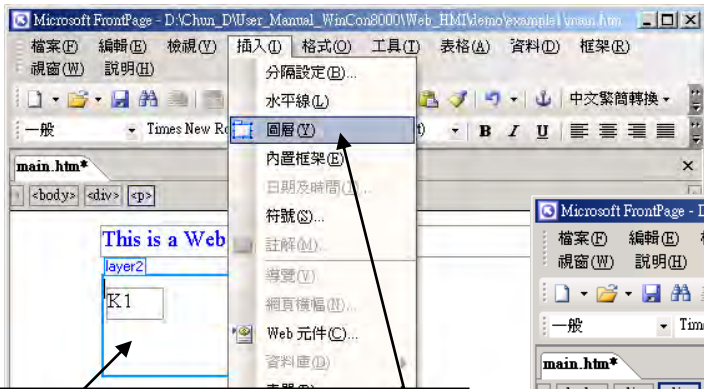 Microsoft FrontPage - D:\Chun_D\User_Manual_WinCon8000\Web_HMI\demo\example1\main.htm
檔案(F) 編輯(E) 檢視(V) 插入(I) 格式(O) 工具(T) 表格(A) 資料(D) 框架(R)
視窗(W) 說明(H)
中文繁簡轉換
一般 Times New Ro
B I U
main.htm*
<body> <div> <p>
分隔設定(B)...
水平線(L)
圖層(Y)
內置框架(E)
日期及時間
符號(S)...
註解(M)...
導覽(V)
網頁橫幅(N)...
Web 元件(C)...
資料庫(D)
This is a Web
layer2
K1
Microsoft FrontPage - D
檔案(F) 編輯(E)
視窗(W) 說明(H)
一般 Tim
main.htm*